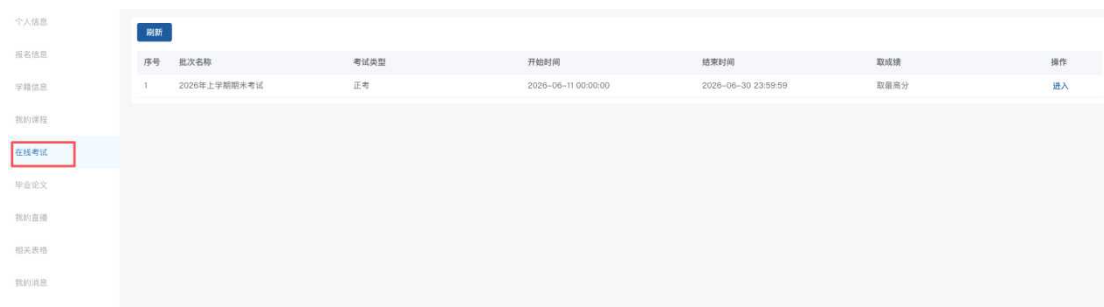 个人信息
刷新
报名信息
序号 批次名称 考试类型 开始时间 结束时间 取成绩 操作
学籍信息
1 2026年上学期期末考试 正考 2026-06-11 00:00:00 2026-06-30 23:59:59 取最高分 进入
我的课程
在线考试
毕业论文
我的直播
相关表格
我的消息